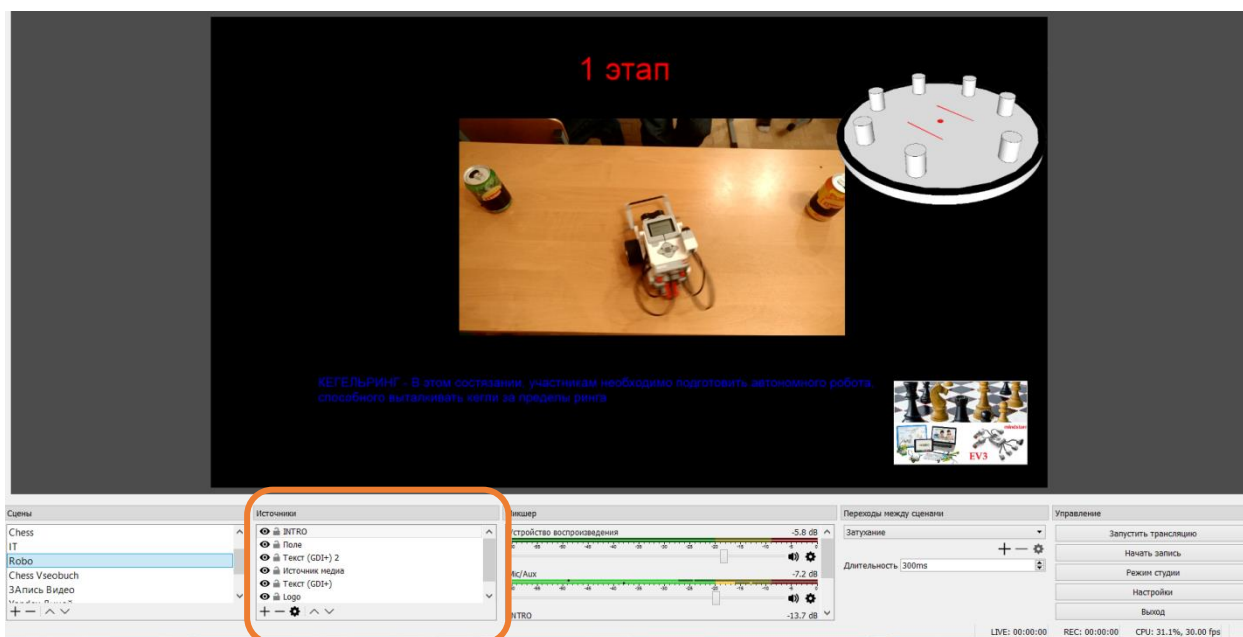 1 этап
КЕГЕЛЬРИНГ - В этом состязании, участникам необходимо подготовить автономного робота,
способного выталкивать кегли за пределы ринга
EV3
Сцены
Chess
IT
Robo
Chess Vseobuch
ЗАпись Видео
Источники
INTRO
Поле
Текст (GDI+) 2
Источник медиа
Текст (GDI+)
Logo
Микшер
Устройство воспроизведения -5.8 dB
Mic/Aux -7.2 dB
INTRO -13.7 dB
Переходы между сценами
Затухание
Длительность 300ms
Управление
Запустить трансляцию
Начать запись
Режим студии
Настройки
Выход
LIVE: 00:00:00 REC: 00:00:00 CPU: 31.1%, 30.00 fps